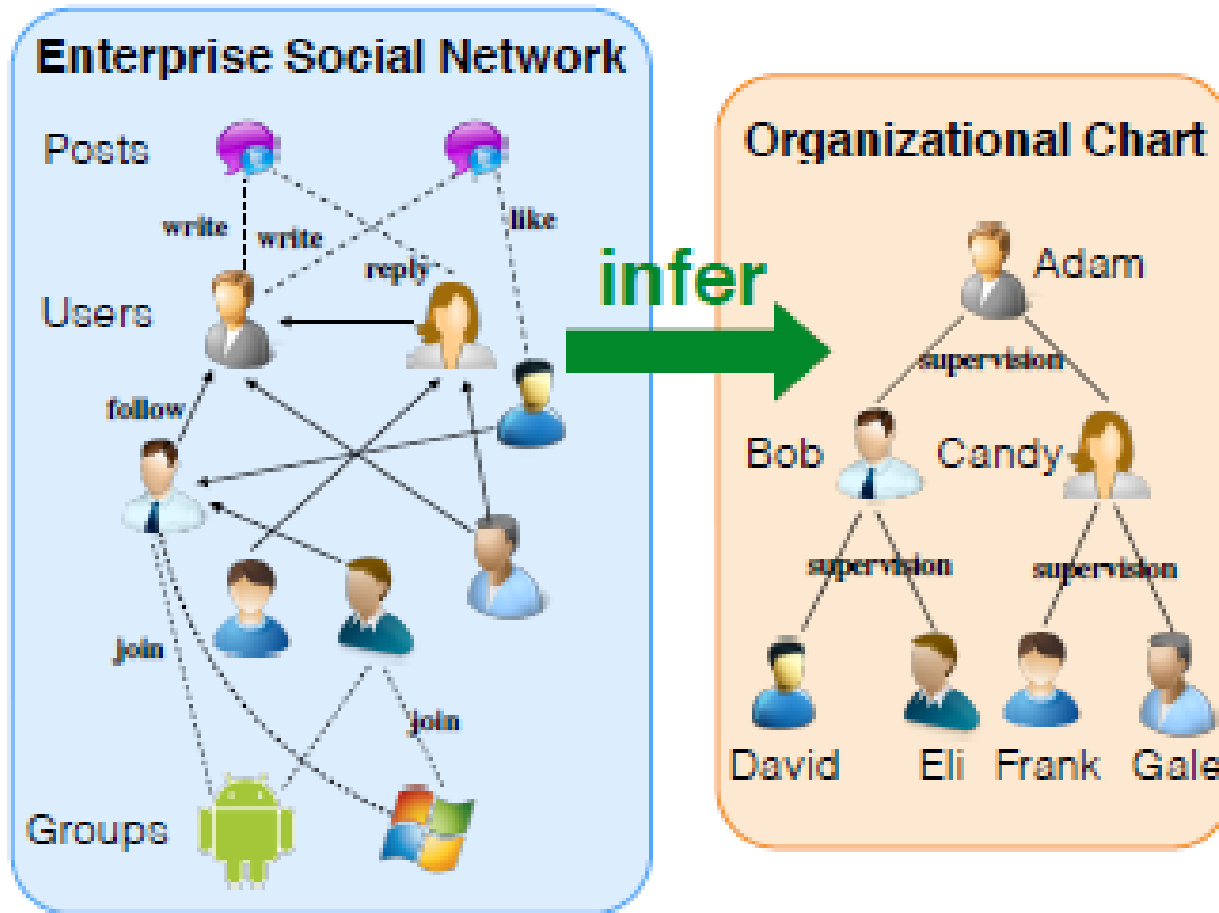 Enterprise Social Network
Posts
write
write
like
reply
Users
follow
join
join
Groups
infer
Organizational Chart
Adam
supervision
Bob
Candy
supervision
supervision
David
Eli
Frank
Gale